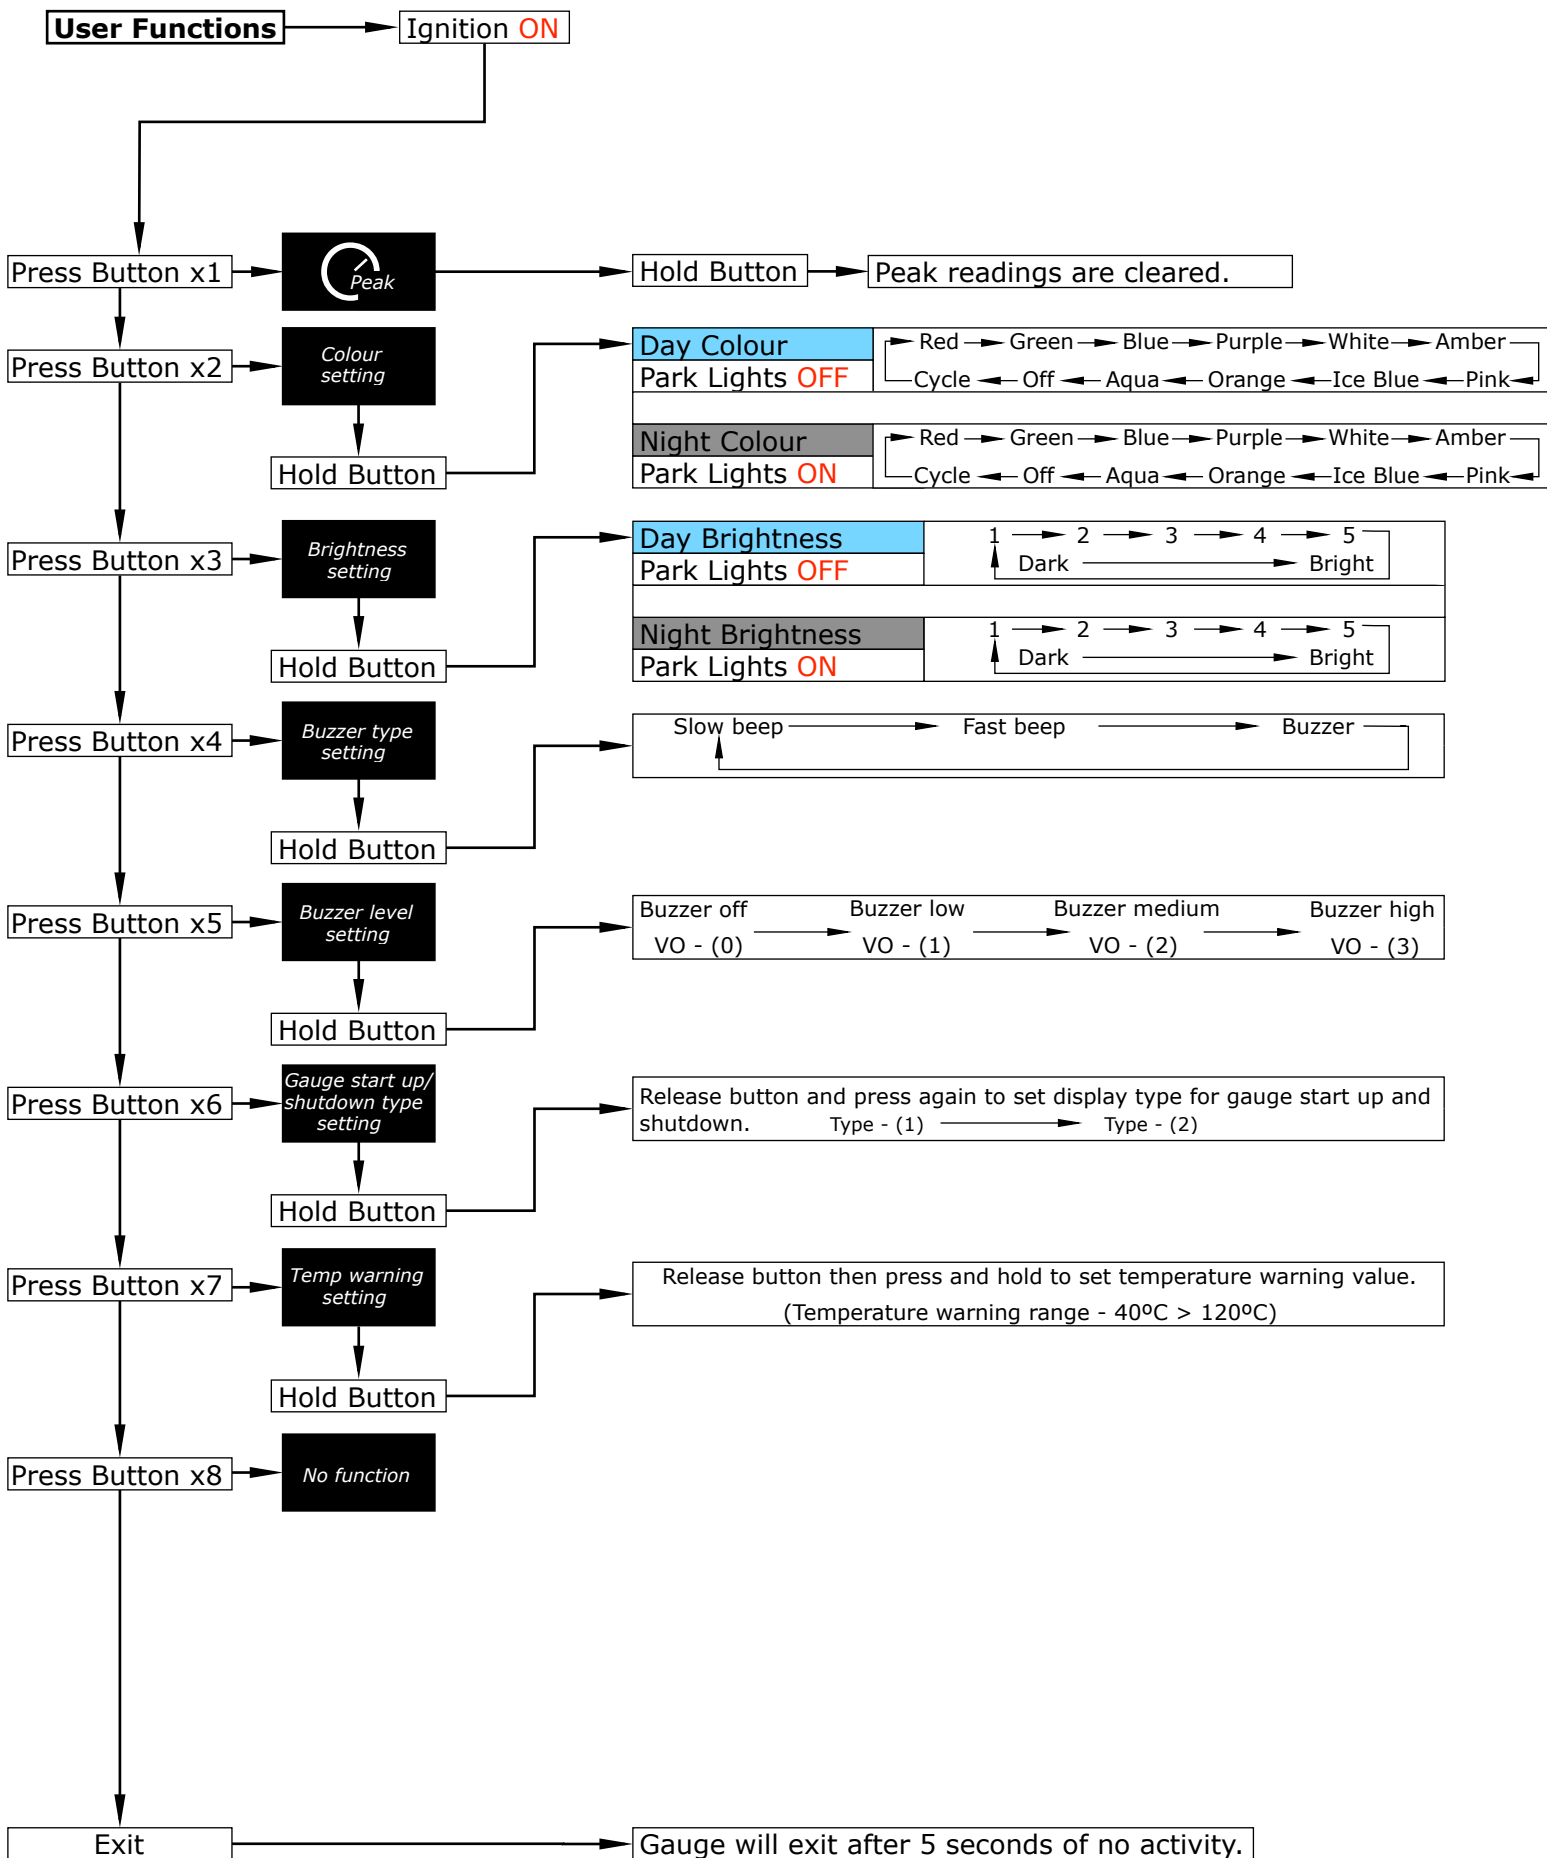 User Functions
Ignition ON
Press Button x1
Peak
Hold Button
Peak readings are cleared.
Press Button x2
Colour
setting
Hold Button
Day Colour
Park Lights OFF
Red Green Blue Purple White Amber
Cycle Off Aqua Orange Ice Blue Pink
Night Colour
Park Lights ON
Red Green Blue Purple White Amber
Cycle Off Aqua Orange Ice Blue Pink
Press Button x3
Brightness
setting
Hold Button
Day Brightness
Park Lights OFF
1 2 3 4 5
Dark Bright
Night Brightness
Park Lights ON
1 2 3 4 5
Dark Bright
Press Button x4
Buzzer type
setting
Hold Button
Slow beep Fast beep Buzzer
Press Button x5
Buzzer level
setting
Hold Button
Buzzer off Buzzer low Buzzer medium Buzzer high
VO - (0) VO - (1) VO - (2) VO - (3)
Press Button x6
Gauge start up/
shutdown type
setting
Hold Button
Release button and press again to set display type for gauge start up and
shutdown. Type - (1) Type - (2)
Press Button x7
Temp warning
setting
Hold Button
Release button then press and hold to set temperature warning value.
(Temperature warning range - 40ºC > 120ºC)
Press Button x8
No function
Exit
Gauge will exit after 5 seconds of no activity.